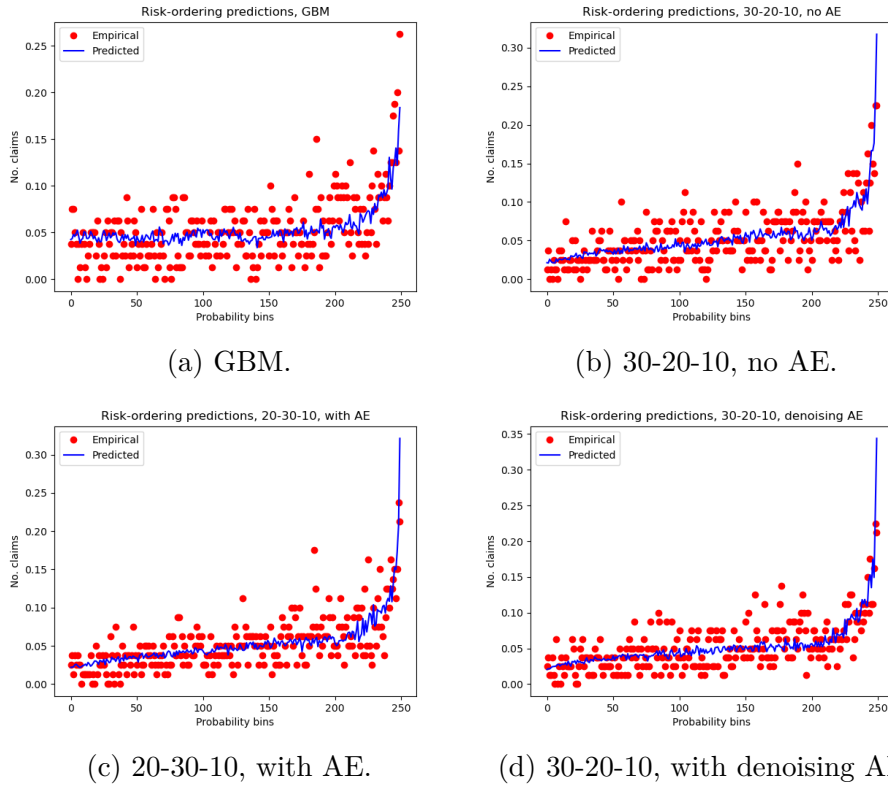 Risk-ordering predictions, GBM
Empirical
Predicted
No. claims
0.25
0.20
0.15
0.10
0.05
0.00
0 50 100 150 200 250
Probability bins
(a) GBM.
Risk-ordering predictions, 30-20-10, no AE
Empirical
Predicted
No. claims
0.30
0.25
0.20
0.15
0.10
0.05
0.00
0 50 100 150 200 250
Probability bins
(b) 30-20-10, no AE.
Risk-ordering predictions, 20-30-10, with AE
Empirical
Predicted
No. claims
0.30
0.25
0.20
0.15
0.10
0.05
0.00
0 50 100 150 200 250
Probability bins
(c) 20-30-10, with AE.
Risk-ordering predictions, 30-20-10, denoising AE
Empirical
Predicted
No. claims
0.35
0.30
0.25
0.20
0.15
0.10
0.05
0.00
0 50 100 150 200 250
Probability bins
(d) 30-20-10, with denoising